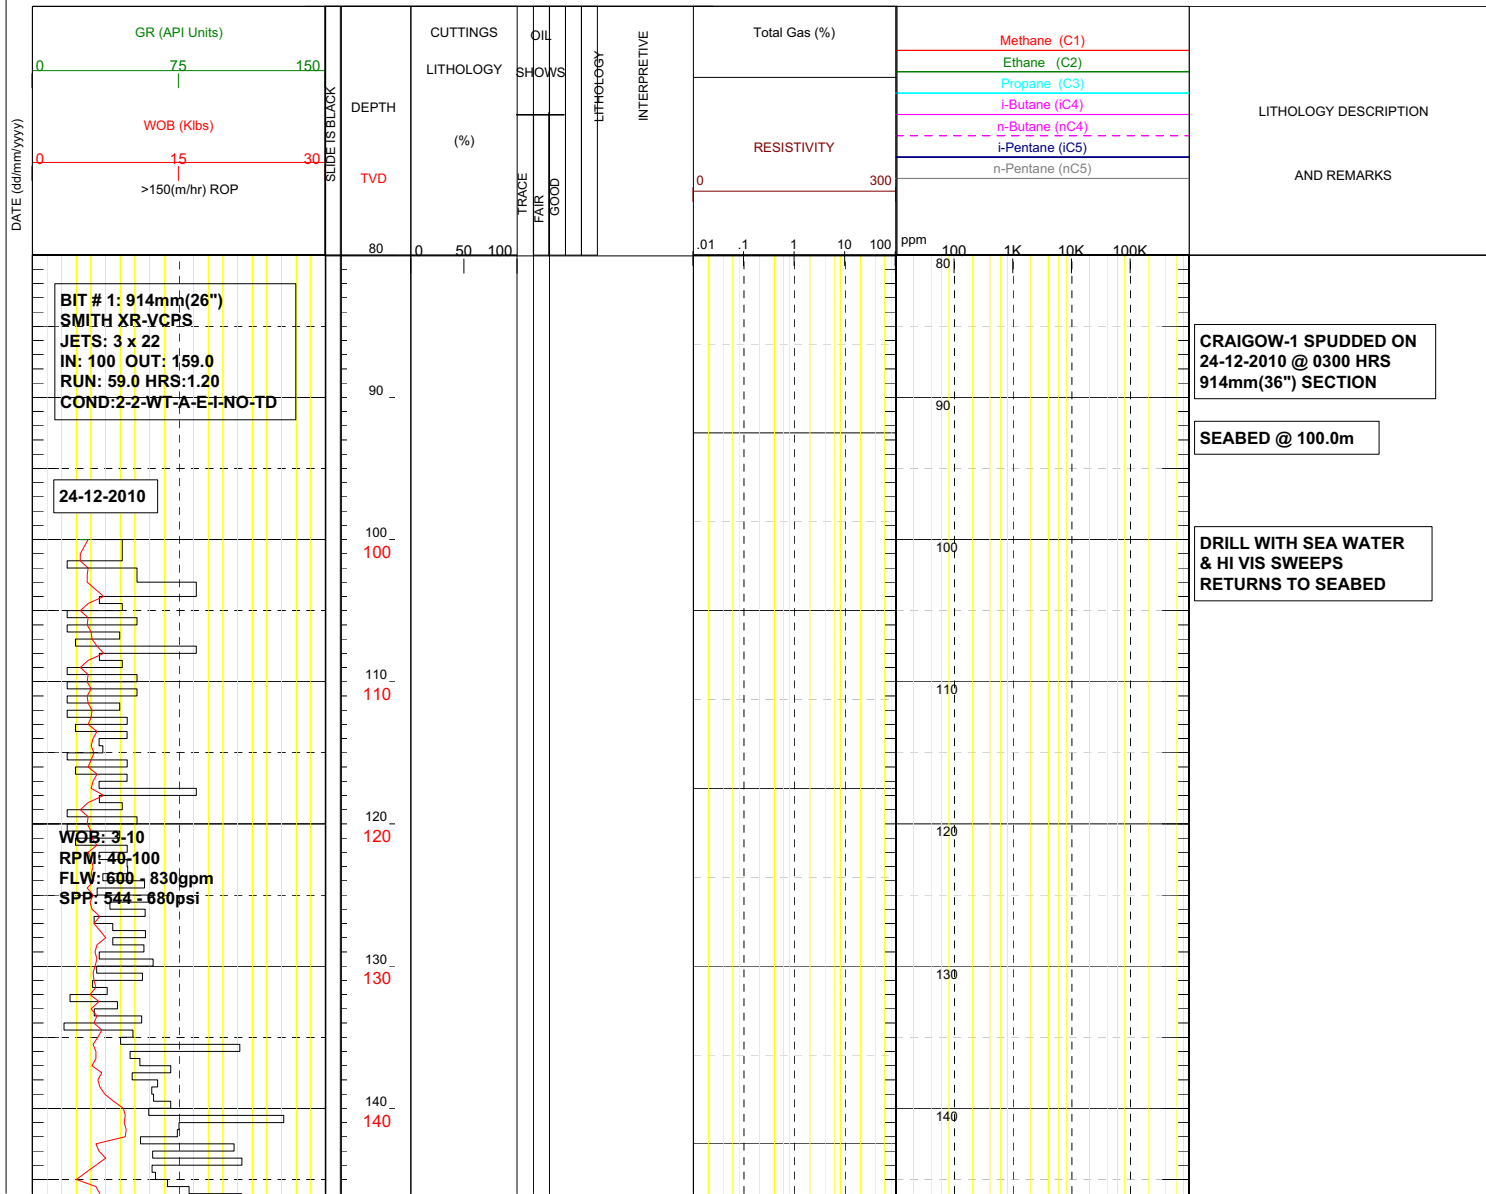 GR (API Units)
0 75 150
WOB (Klbs)
0 15 30
>150(m/hr) ROP
DATE (dd/mm/yyyy)
SLIDE IS BLACK
DEPTH
TVD
80
CUTTINGS
LITHOLOGY
(%)
0 50 100
OIL
SHOWS
TRACE
FAIR
GOOD
LITHOLOGY
INTERPRETIVE
Total Gas (%)
RESISTIVITY
0 300
.01 .1 1 10 100
Methane (C1)
Ethane (C2)
Propane (C3)
i-Butane (iC4)
n-Butane (nC4)
i-Pentane (iC5)
n-Pentane (nC5)
ppm 100 1K 10K 100K
LITHOLOGY DESCRIPTION
AND REMARKS
80
BIT # 1: 914mm(26")
SMITH XR-VCPS
JETS: 3 x 22
IN: 100 OUT: 159.0
RUN: 59.0 HRS:1.20
COND:2-2-WT-A-E-I-NO-TD
CRAIGOW-1 SPUDDED ON
24-12-2010 @ 0300 HRS
914mm(36") SECTION
90
90
SEABED @ 100.0m
24-12-2010
100
100
100
DRILL WITH SEA WATER
& HI VIS SWEEPS
RETURNS TO SEABED
110
110
110
120
120
120
WOB: 3-10
RPM: 40-100
FLW: 600 - 830gpm
SPP: 544 - 680psi
130
130
130
140
140
140